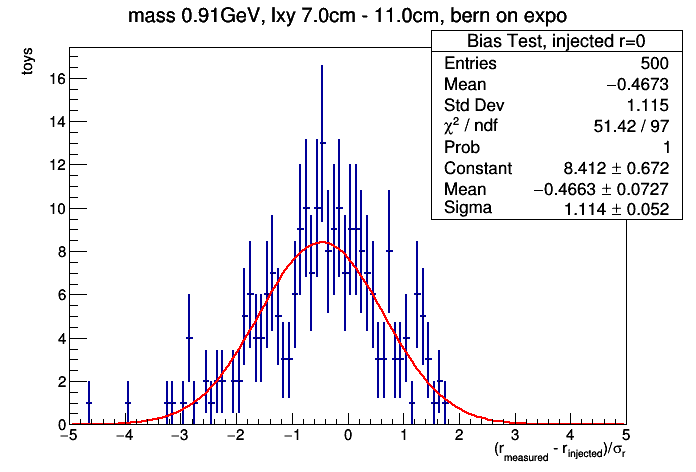 mass 0.91GeV, lxy 7.0cm - 11.0cm, bern on expo
Bias Test, injected r=0
Entries 500
Mean −0.4673
Std Dev 1.115
χ² / ndf 51.42 / 97
Prob 1
Constant 8.412 ± 0.672
Mean −0.4663 ± 0.0727
Sigma 1.114 ± 0.052
toys
16
14
12
10
8
6
4
2
0
−5 −4 −3 −2 −1 0 1 2 3 4 5
(r_measured - r_injected)/σ_r